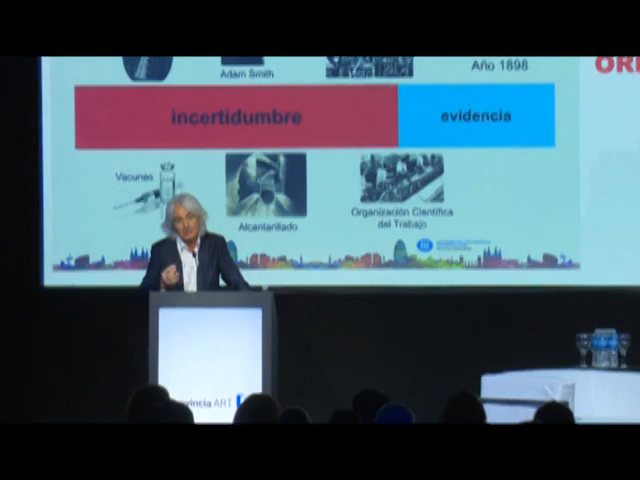 Adam Smith
Año 1898
incertidumbre
evidencia
Vacunas
Alcantarillado
Organización Científica
del Trabajo
ART